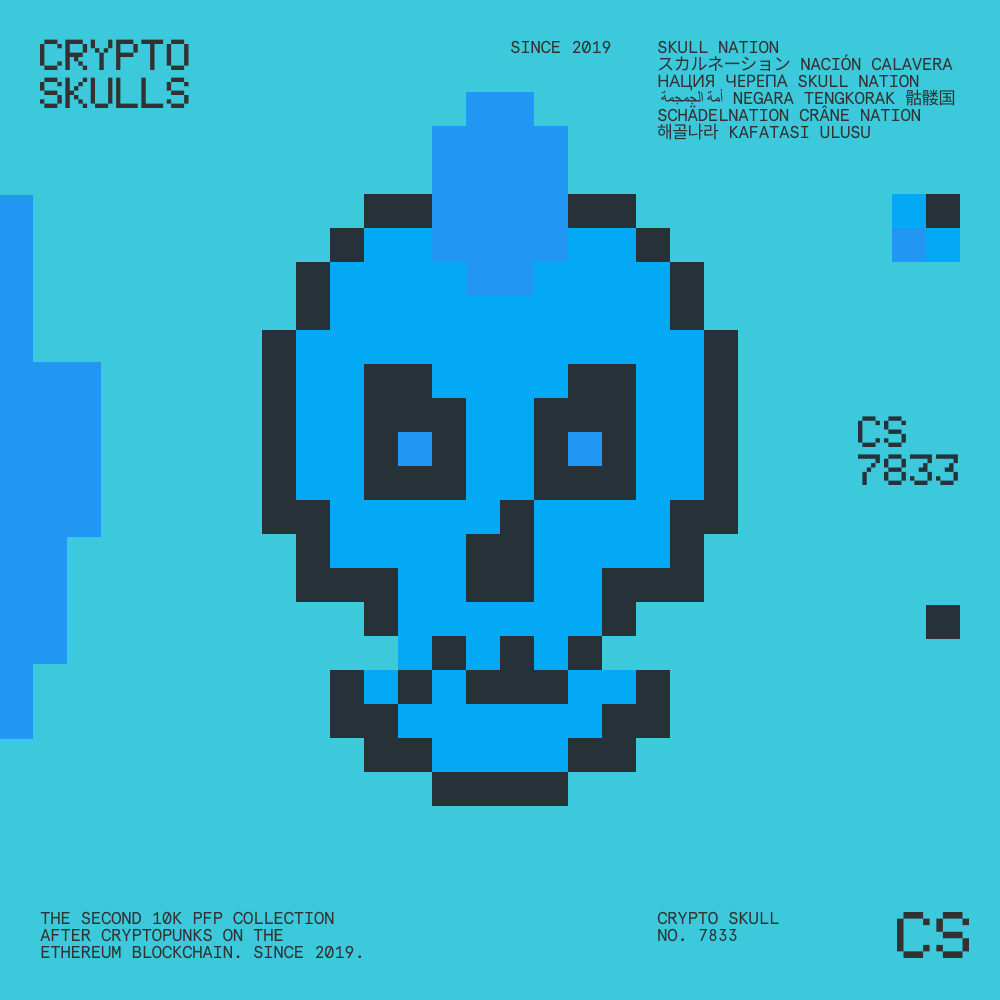 CRYPTO
SKULLS
SINCE 2019
SKULL NATION
スカルネーション NACIÓN CALAVERA
НАЦИЯ ЧЕРЕПА SKULL NATION
أمة الجمجمة NEGARA TENGKORAK 骷髅国
SCHÄDELNATION CRÂNE NATION
해골나라 KAFATASI ULUSU
CS
7833
THE SECOND 10K PFP COLLECTION
AFTER CRYPTOPUNKS ON THE
ETHEREUM BLOCKCHAIN. SINCE 2019.
CRYPTO SKULL
NO. 7833
CS